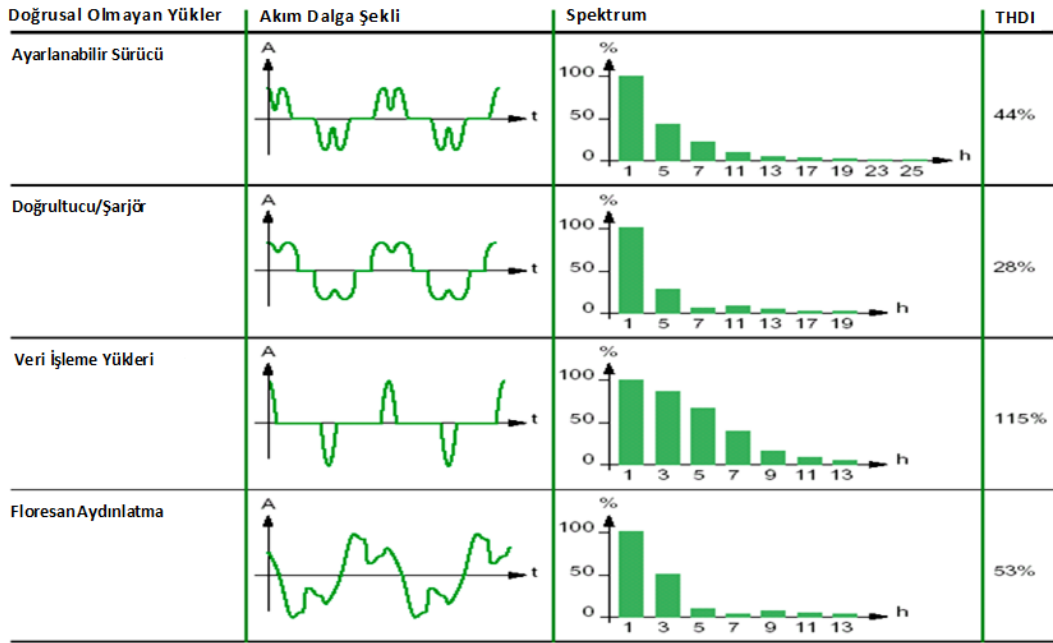 Doğrusal Olmayan Yükler Akım Dalga Şekli Spektrum THDI
Ayarlanabilir Sürücü
A
t
%
100
50
0
h
1 5 7 11 13 17 19 23 25
44%
Doğrultucu/Şarjör
A
t
%
100
50
0
h
1 5 7 11 13 17 19
28%
Veri İşleme Yükleri
A
t
%
100
50
0
h
1 3 5 7 9 11 13
115%
Floresan Aydınlatma
A
t
%
100
50
0
h
1 3 5 7 9 11 13
53%